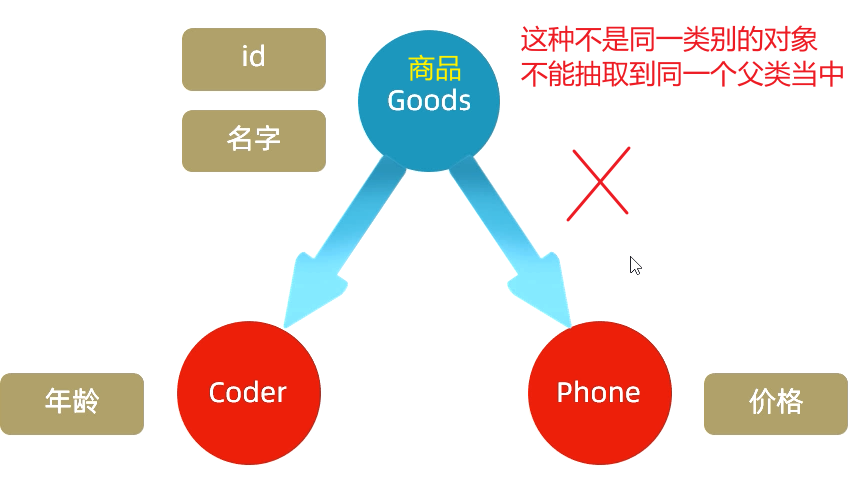 id
名字
商品
Goods
这种不是同一类别的对象
不能抽取到同一个父类当中
年龄
Coder
Phone
价格